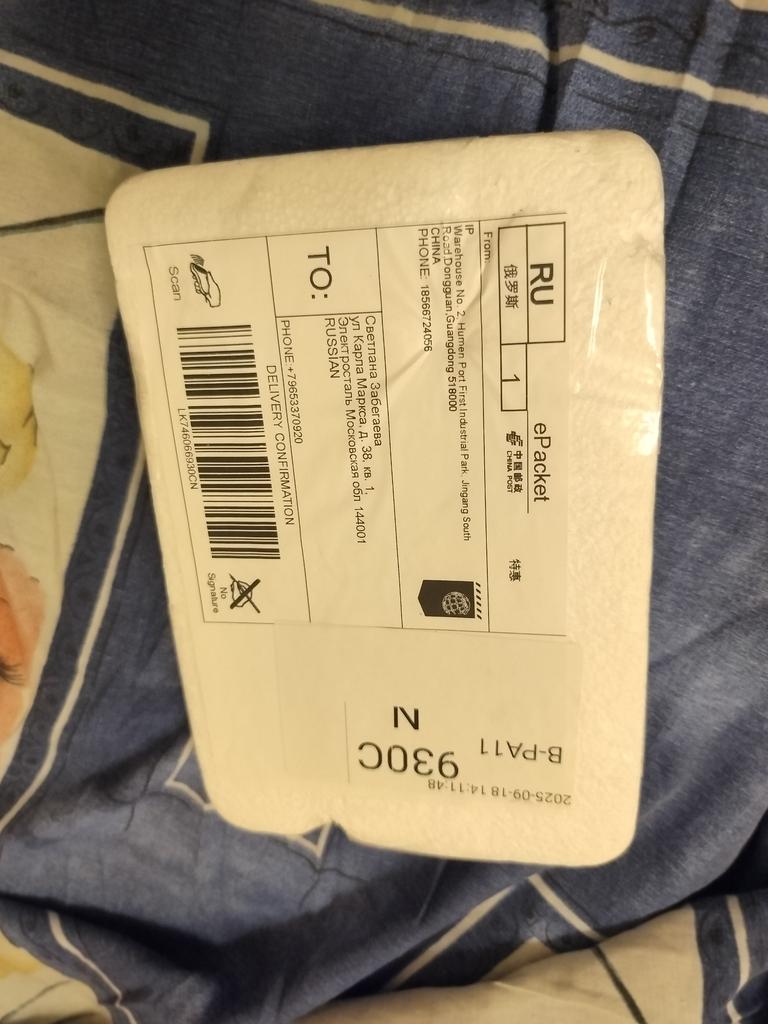 RU
俄罗斯
1
ePacket
中国邮政
CHINA POST
特惠
From:
IP
Warehouse No. 2, Humen Port First Industrial Park, Jingang South
Road,Dongguan,Guangdong 518000
CHINA
PHONE: 18566724056
TO:
Светлана Забегаева
ул Карла Маркса, д. 38, кв. 1,
Электросталь Московская обл 144001
RUSSIAN
PHONE:+79653370920
DELIVERY CONFIRMATION
Scan
LK746066930CN
No
Signature
2025-09-18 14:11:48
B-PA11
930C
N